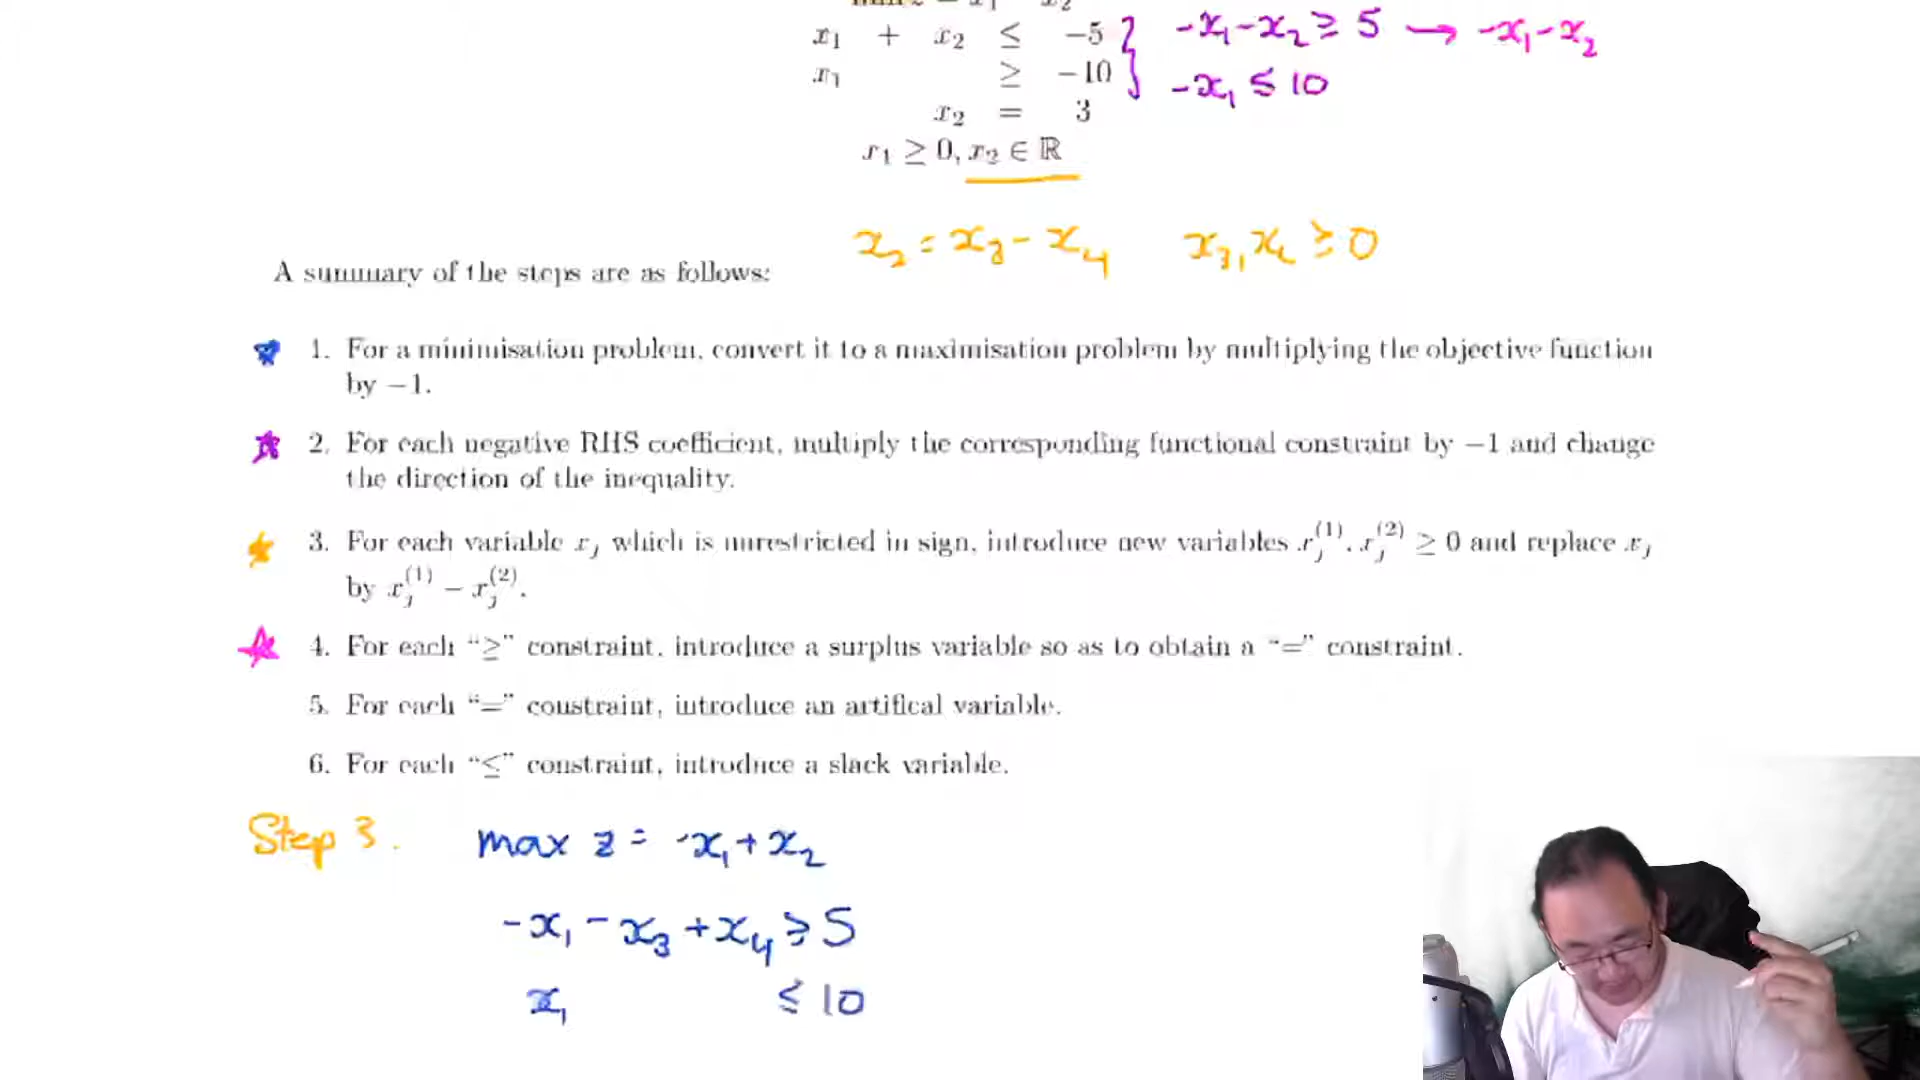 x₁ + x₂ ≤ −5 } -x₁-x₂ ≥ 5 → -x₁-x₂
x₁ ≥ −10 -x₁ ≤ 10
x₂ = 3
x₁ ≥ 0, x₂ ∈ ℝ
x₂ = x₃ - x₄ x₃, x₄ ≥ 0
A summary of the steps are as follows:
1. For a minimisation problem, convert it to a maximisation problem by multiplying the objective function
by −1.
2. For each negative RHS coefficient, multiply the corresponding functional constraint by −1 and change
the direction of the inequality.
3. For each variable xⱼ which is unrestricted in sign, introduce new variables xⱼ⁽¹⁾, xⱼ⁽²⁾ ≥ 0 and replace xⱼ
by xⱼ⁽¹⁾ − xⱼ⁽²⁾.
4. For each “≥” constraint, introduce a surplus variable so as to obtain a “=” constraint.
5. For each “=” constraint, introduce an artifical variable.
6. For each “≤” constraint, introduce a slack variable.
Step 3. max z = -x₁ + x₂
-x₁ - x₃ + x₄ ≥ 5
x₁ ≤ 10